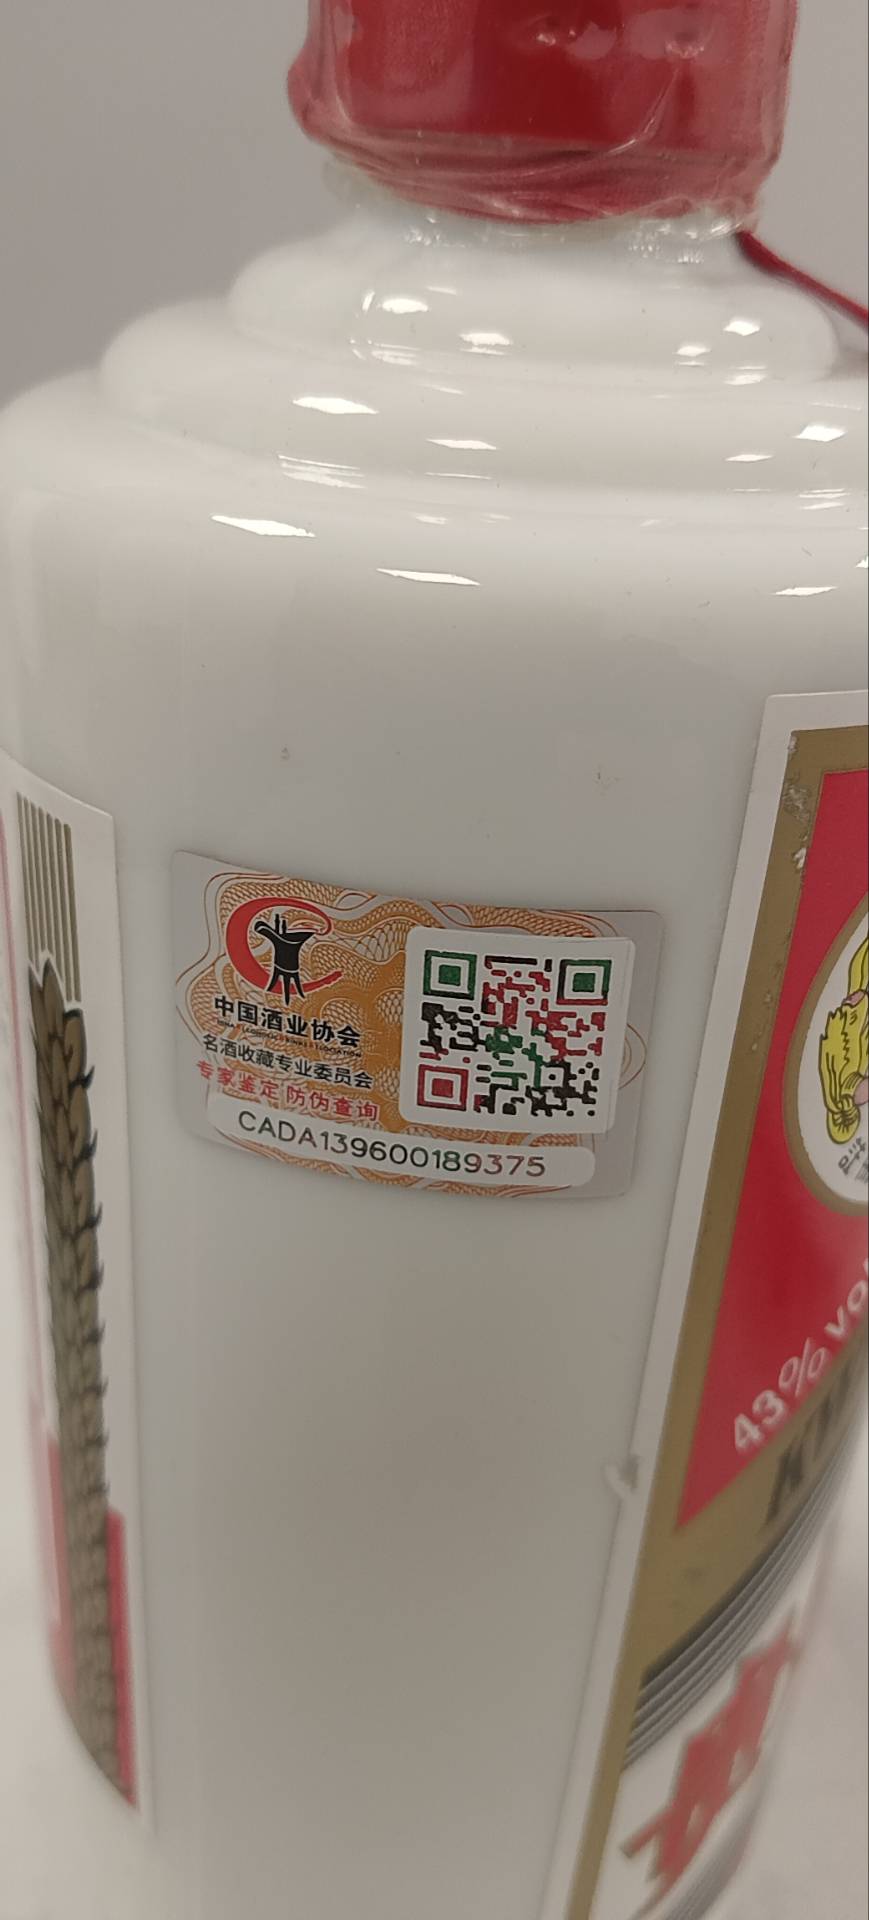 中国酒业协会
名酒收藏专业委员会
专家鉴定 防伪查询
CADA139600189375
43% vol